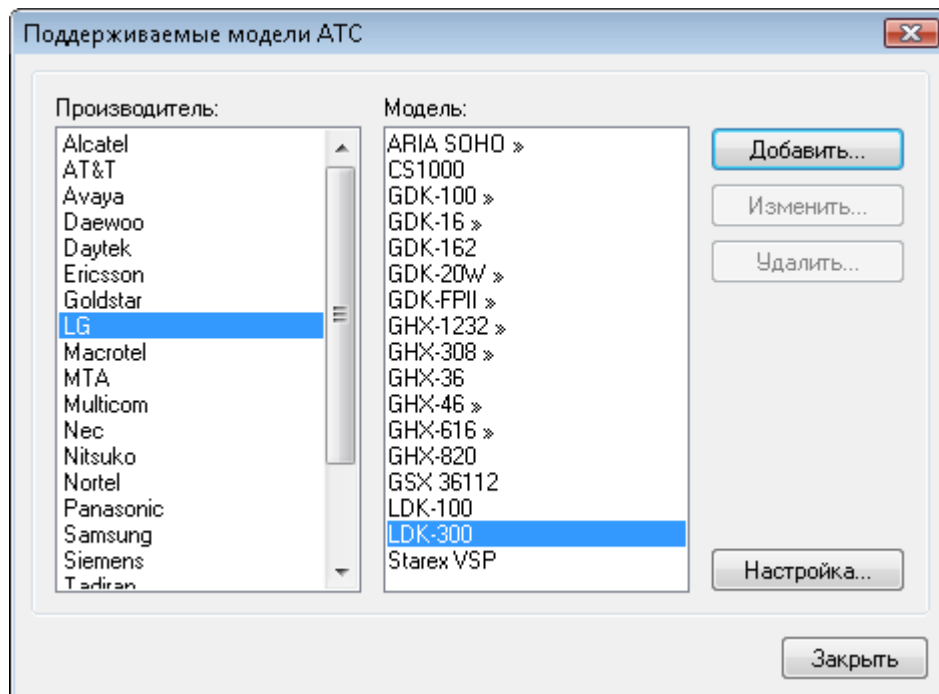 Поддерживаемые модели АТС
Производитель:
Alcatel
AT&T
Avaya
Daewoo
Daytek
Ericsson
Goldstar
LG
Macrotel
MTA
Multicom
Nec
Nitsuko
Nortel
Panasonic
Samsung
Siemens
Tadiran
Модель:
ARIA SOHO »
CS1000
GDK-100 »
GDK-16 »
GDK-162
GDK-20W »
GDK-FPII »
GHX-1232 »
GHX-308 »
GHX-36
GHX-46 »
GHX-616 »
GHX-820
GSX 36112
LDK-100
LDK-300
Starex VSP
Добавить...
Изменить...
Удалить...
Настройка...
Закрыть